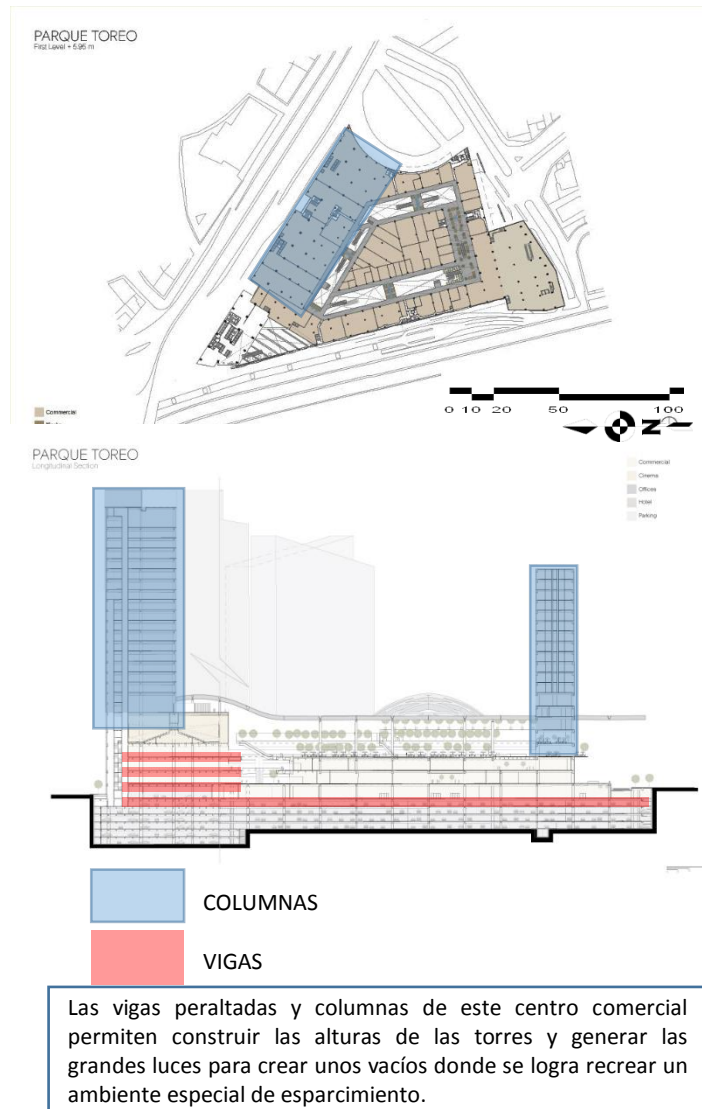 PARQUE TOREO
First Level + 5.95 m
Commercial
0 10 20 50 100
N
PARQUE TOREO
Longitudinal Section
Commercial
Cinema
Offices
Hotel
Parking
COLUMNAS
VIGAS
Las vigas peraltadas y columnas de este centro comercial
permiten construir las alturas de las torres y generar las
grandes luces para crear unos vacíos donde se logra recrear un
ambiente especial de esparcimiento.